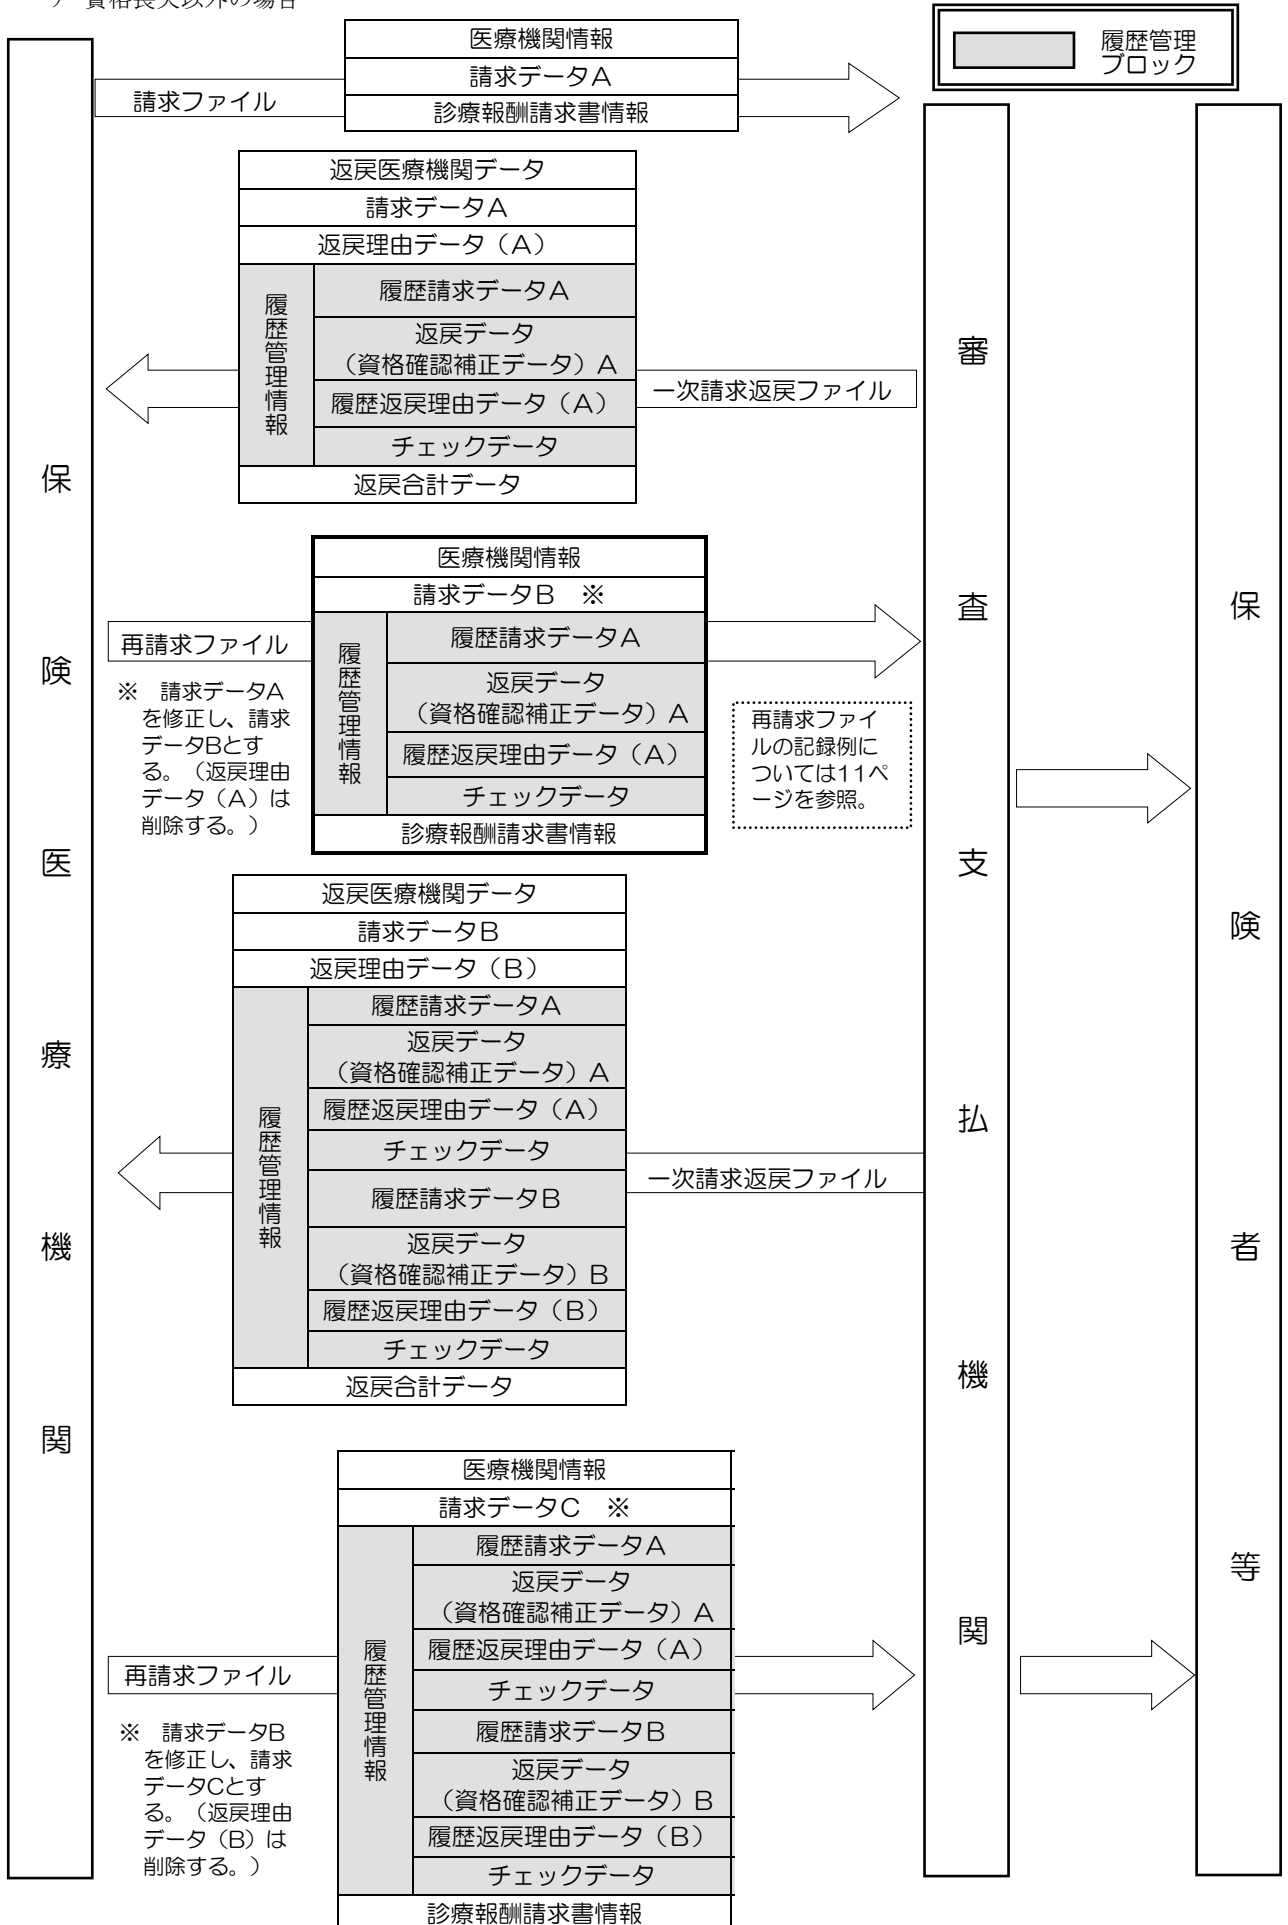 履歴管理
ブロック
医療機関情報
請求データA
診療報酬請求書情報
請求ファイル
返戻医療機関データ
請求データA
返戻理由データ（A）
履歴管理情報
履歴請求データA
返戻データ
（資格確認補正データ）A
履歴返戻理由データ（A）
チェックデータ
返戻合計データ
一次請求返戻ファイル
保険医療機関
審査支払機関
保険者等
医療機関情報
請求データB　※
履歴管理情報
履歴請求データA
返戻データ
（資格確認補正データ）A
履歴返戻理由データ（A）
チェックデータ
診療報酬請求書情報
再請求ファイル
※　請求データA
を修正し、請求
データBとす
る。（返戻理由
データ（A）は
削除する。）
再請求ファイ
ルの記録例に
ついては11ペ
ージを参照。
返戻医療機関データ
請求データB
返戻理由データ（B）
履歴管理情報
履歴請求データA
返戻データ
（資格確認補正データ）A
履歴返戻理由データ（A）
チェックデータ
履歴請求データB
返戻データ
（資格確認補正データ）B
履歴返戻理由データ（B）
チェックデータ
返戻合計データ
一次請求返戻ファイル
医療機関情報
請求データC　※
履歴管理情報
履歴請求データA
返戻データ
（資格確認補正データ）A
履歴返戻理由データ（A）
チェックデータ
履歴請求データB
返戻データ
（資格確認補正データ）B
履歴返戻理由データ（B）
チェックデータ
診療報酬請求書情報
再請求ファイル
※　請求データB
を修正し、請求
データCとす
る。（返戻理由
データ（B）は
削除する。）